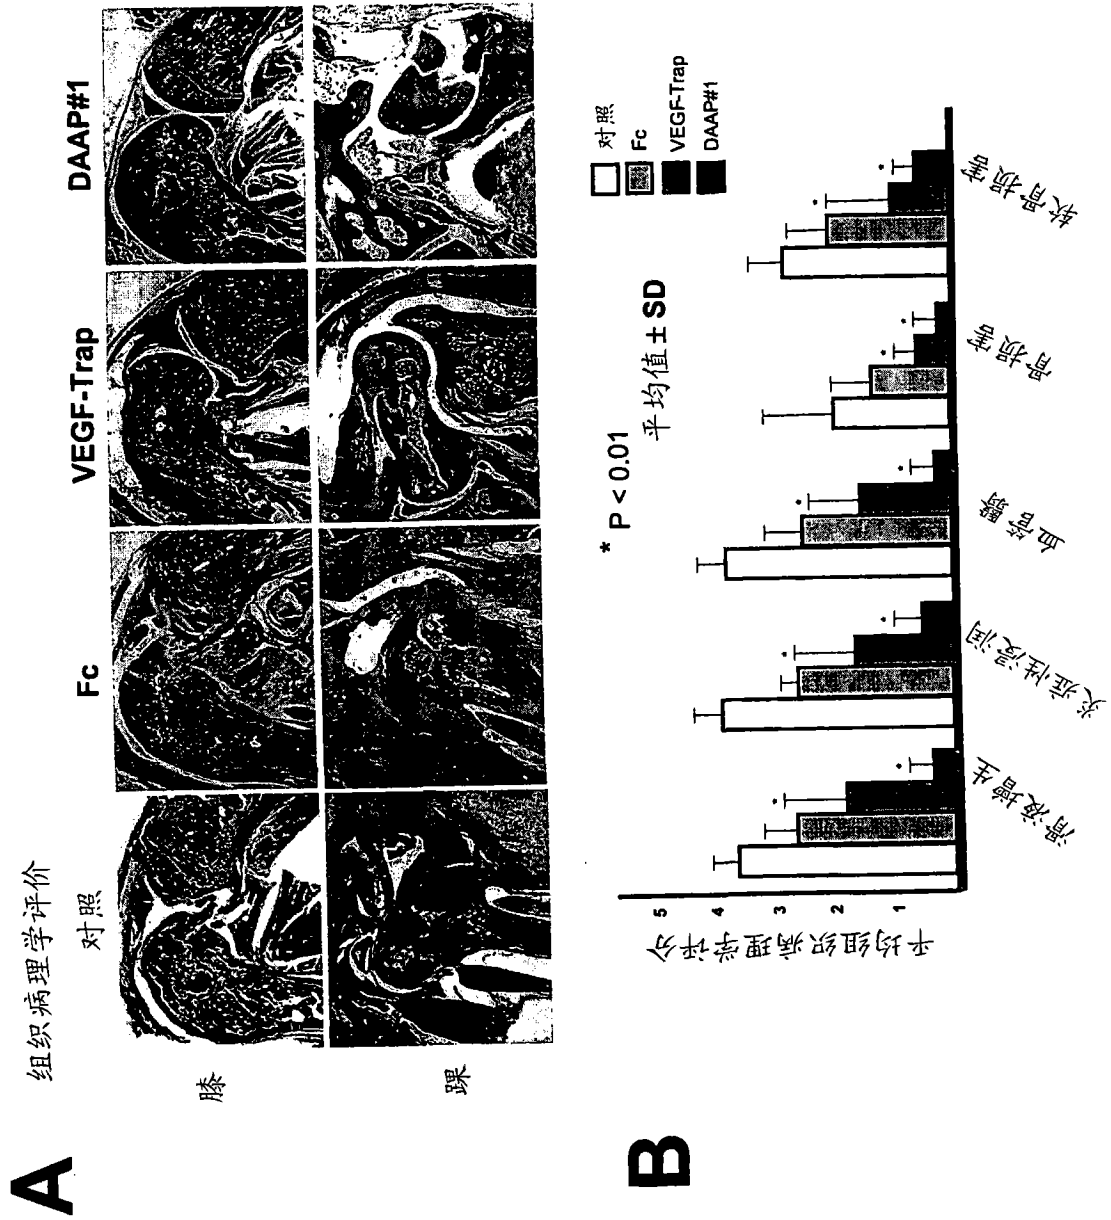 A
组织病理学评价
对照
Fc
VEGF-Trap
DAAP#1
膝
踝
B
* P < 0.01
平均值 ± SD
对照
Fc
VEGF-Trap
DAAP#1
平均组织病理学评分
5
4
3
2
1
滑液增生
炎症性浸润
血管翳
骨损害
软骨损害